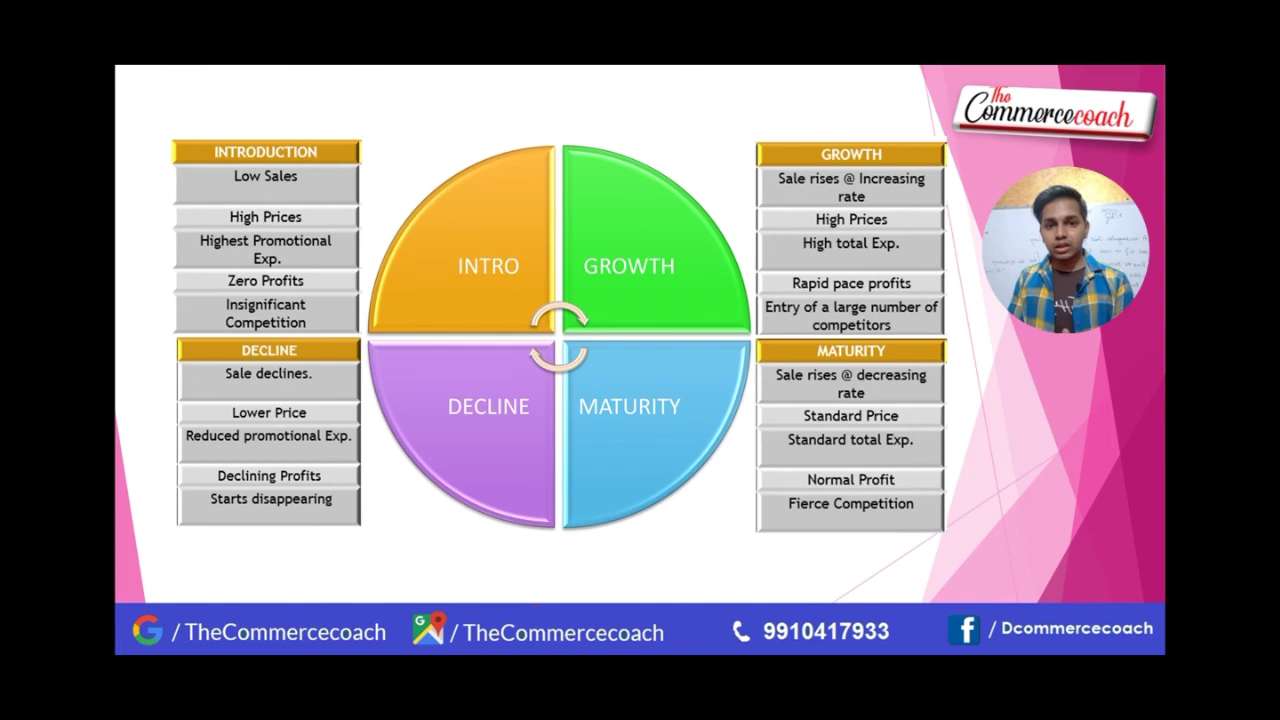 The
Commercecoach
INTRODUCTION
Low Sales
High Prices
Highest Promotional
Exp.
Zero Profits
Insignificant
Competition
INTRO
GROWTH
GROWTH
Sale rises @ Increasing
rate
High Prices
High total Exp.
Rapid pace profits
Entry of a large number of
competitors
DECLINE
Sale declines.
Lower Price
Reduced promotional Exp.
Declining Profits
Starts disappearing
DECLINE
MATURITY
MATURITY
Sale rises @ decreasing
rate
Standard Price
Standard total Exp.
Normal Profit
Fierce Competition
/ TheCommercecoach
G / TheCommercecoach
9910417933
f / Dcommercecoach